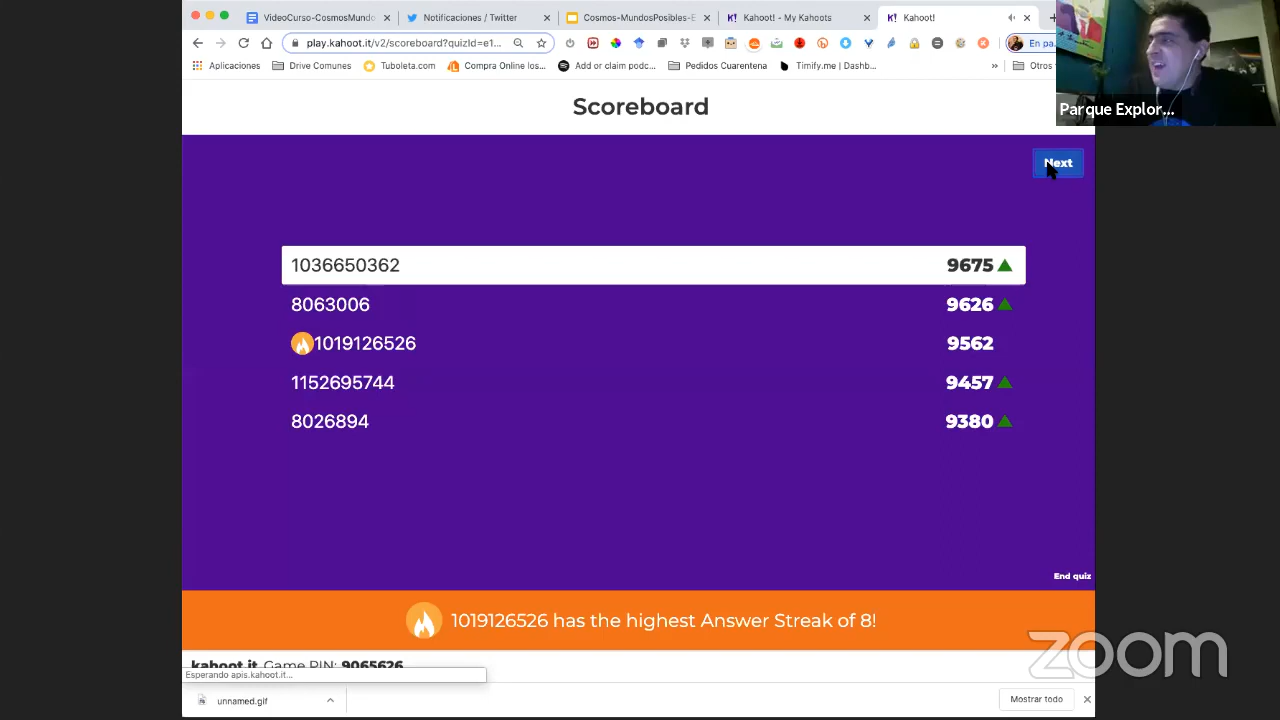 VideoCurso-CosmosMundo
Notificaciones / Twitter
Cosmos-MundosPosibles-E
Kahoot! - My Kahoots
Kahoot!
play.kahoot.it/v2/scoreboard?quizId=e1...
En pa...
Aplicaciones
Drive Comunes
Tuboleta.com
Compra Online los...
Add or claim podc...
Pedidos Cuarentena
Timify.me | Dashb...
»
Otros
Parque Explor...
Scoreboard
Next
1036650362 9675
8063006 9626
1019126526 9562
1152695744 9457
8026894 9380
End quiz
1019126526 has the highest Answer Streak of 8!
kahoot.it Game PIN: 9065626
Esperando apis.kahoot.it...
unnamed.gif
Mostrar todo
zoom